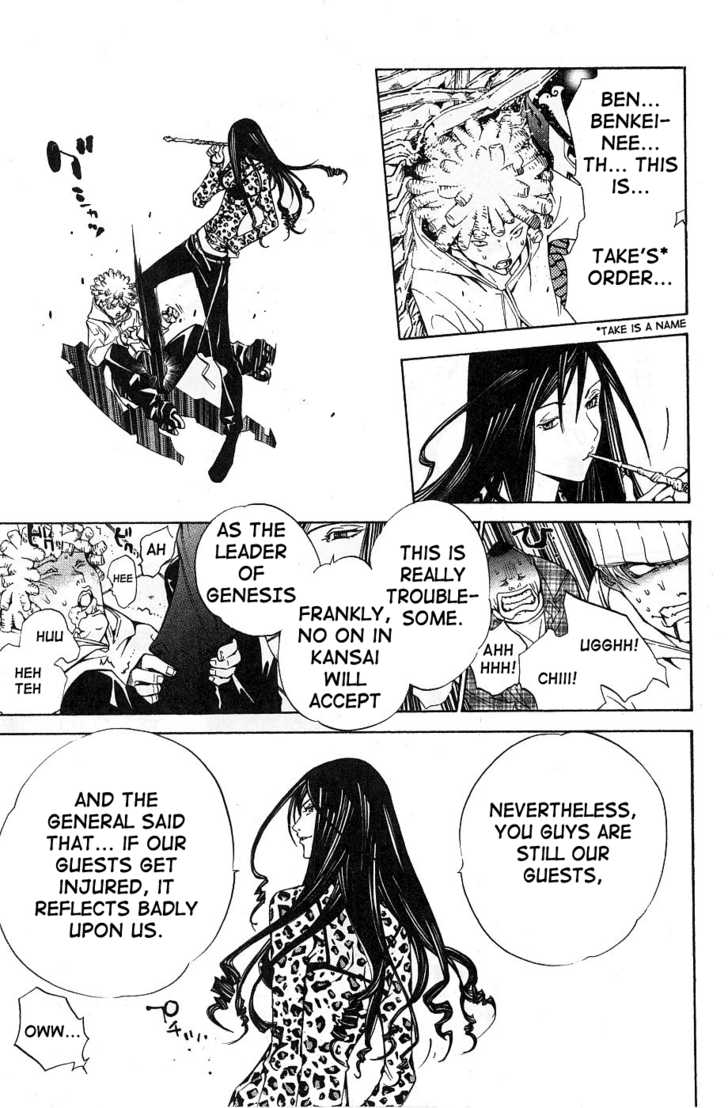 BEN...
BENKEI-
NEE...
TH... THIS
IS...
TAKE'S*
ORDER...
*TAKE IS A NAME
UGGHH!
CHIII!
AHH
HHH!
THIS IS
REALLY
TROUBLE-
SOME.
FRANKLY,
NO ON IN
KANSAI
WILL
ACCEPT
AS THE
LEADER
OF
GENESIS
AH
HEE
HUU
HEH
TEH
NEVERTHELESS,
YOU GUYS ARE
STILL OUR
GUESTS,
AND THE
GENERAL SAID
THAT... IF OUR
GUESTS GET
INJURED, IT
REFLECTS BADLY
UPON US.
OWW...